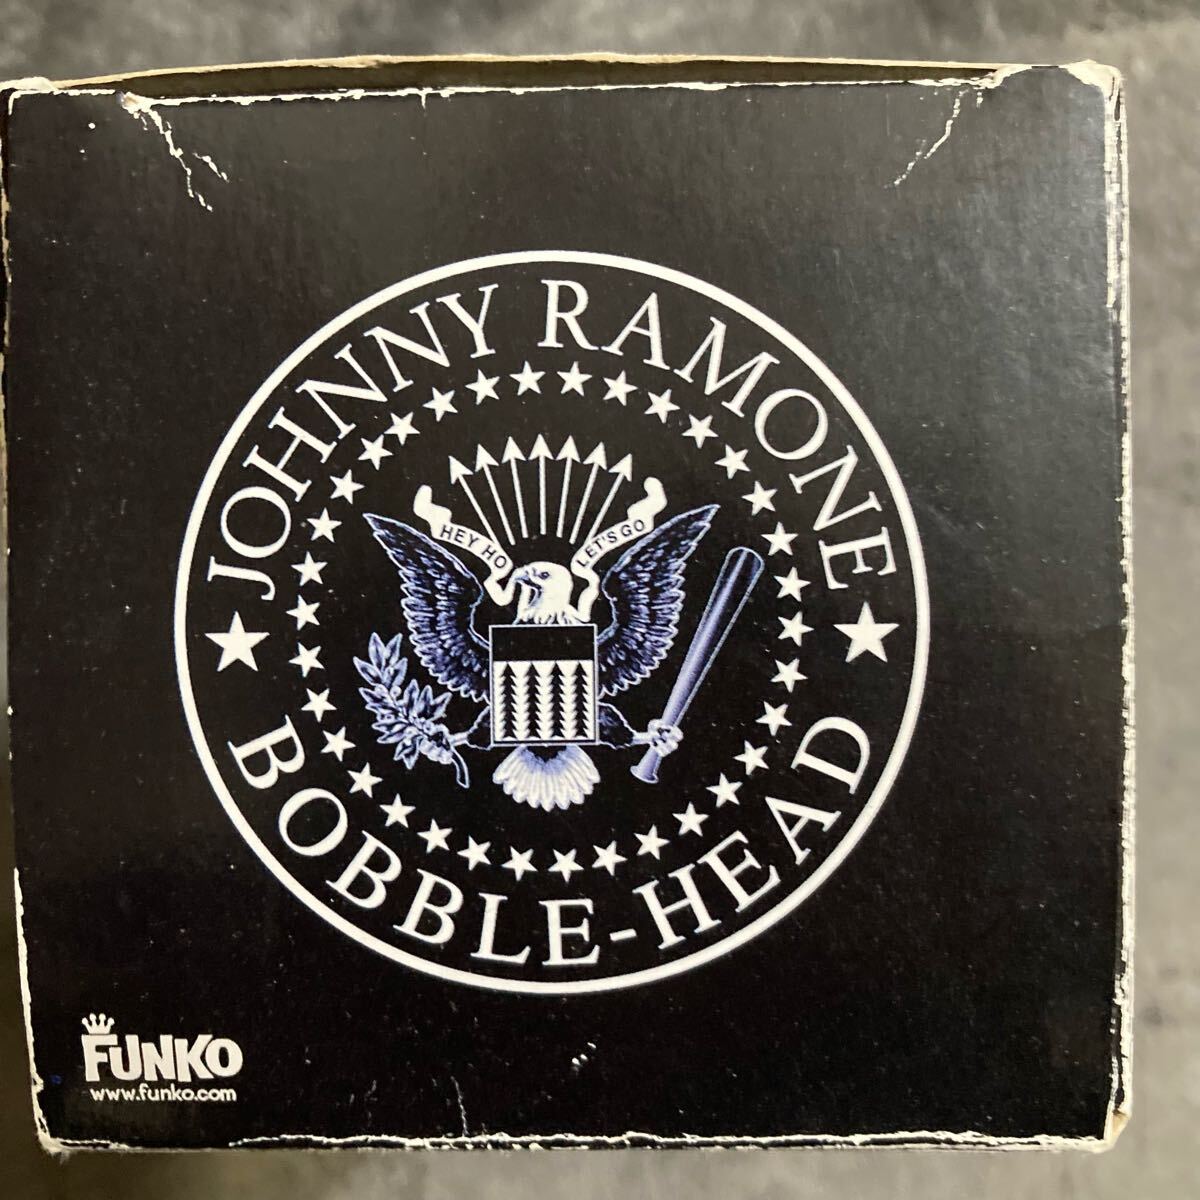 JOHNNY RAMONE
HEY HO
LET'S GO
BOBBLE-HEAD
FUNKO
www.funko.com